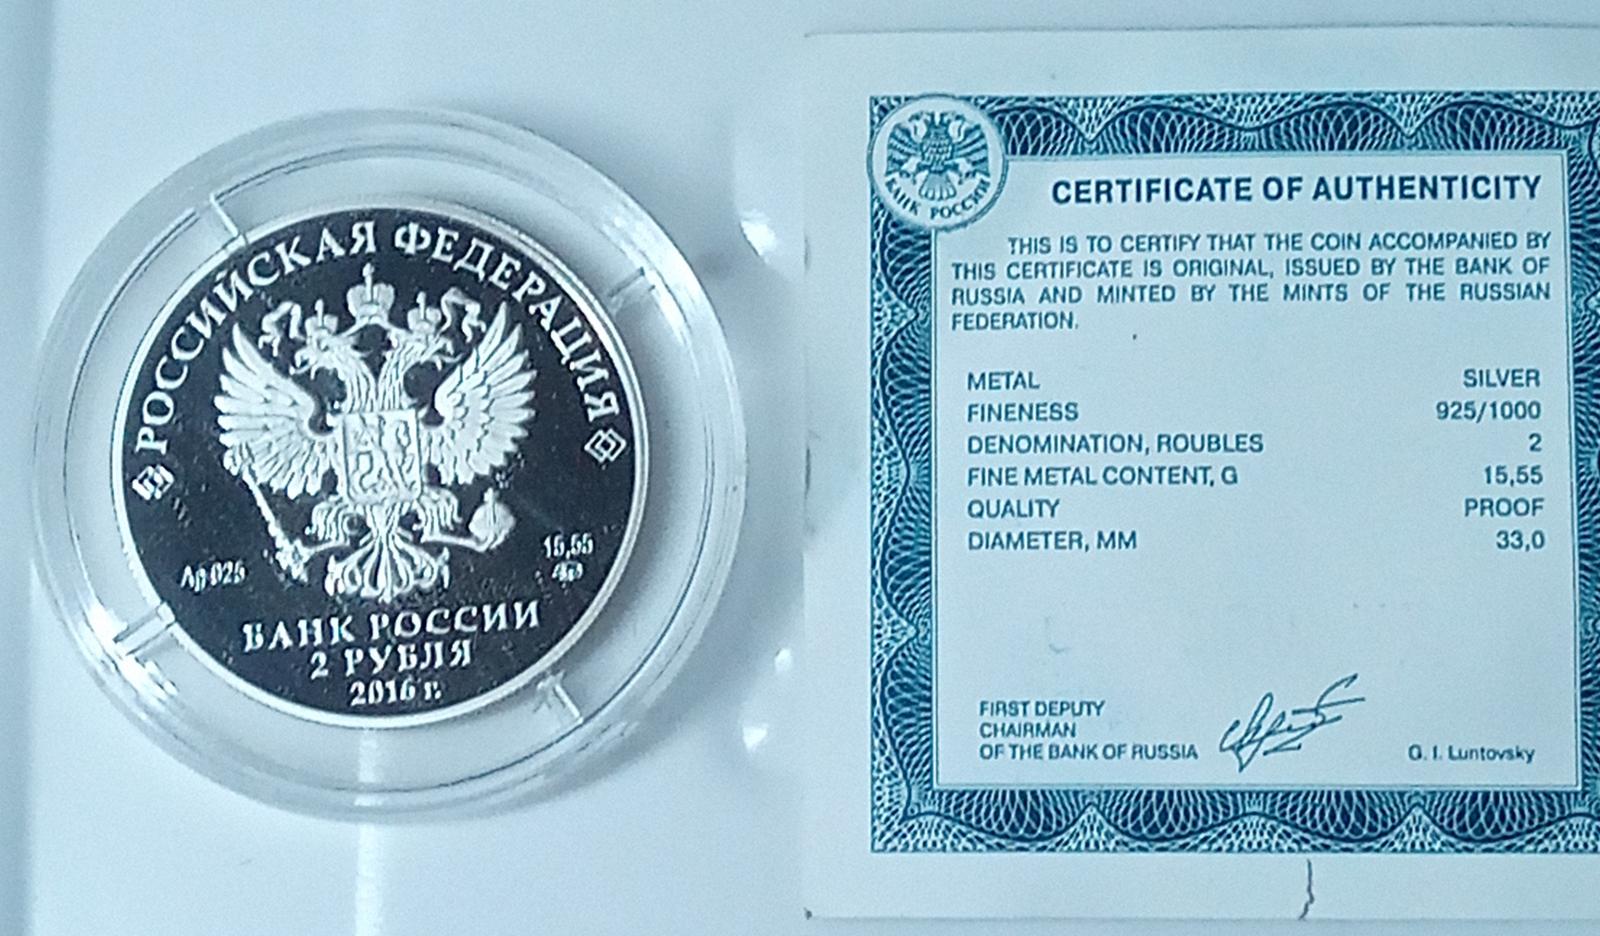 РОССИЙСКАЯ ФЕДЕРАЦИЯ
Ag 925
15,55
БАНК РОССИИ
2 РУБЛЯ
2016 г.
БАНК РОССИИ
CERTIFICATE OF AUTHENTICITY
THIS IS TO CERTIFY THAT THE COIN ACCOMPANIED BY
THIS CERTIFICATE IS ORIGINAL, ISSUED BY THE BANK OF
RUSSIA AND MINTED BY THE MINTS OF THE RUSSIAN
FEDERATION.
METAL SILVER
FINENESS 925/1000
DENOMINATION, ROUBLES 2
FINE METAL CONTENT, G 15,55
QUALITY PROOF
DIAMETER, MM 33,0
FIRST DEPUTY
CHAIRMAN
OF THE BANK OF RUSSIA G. I. Luntovsky